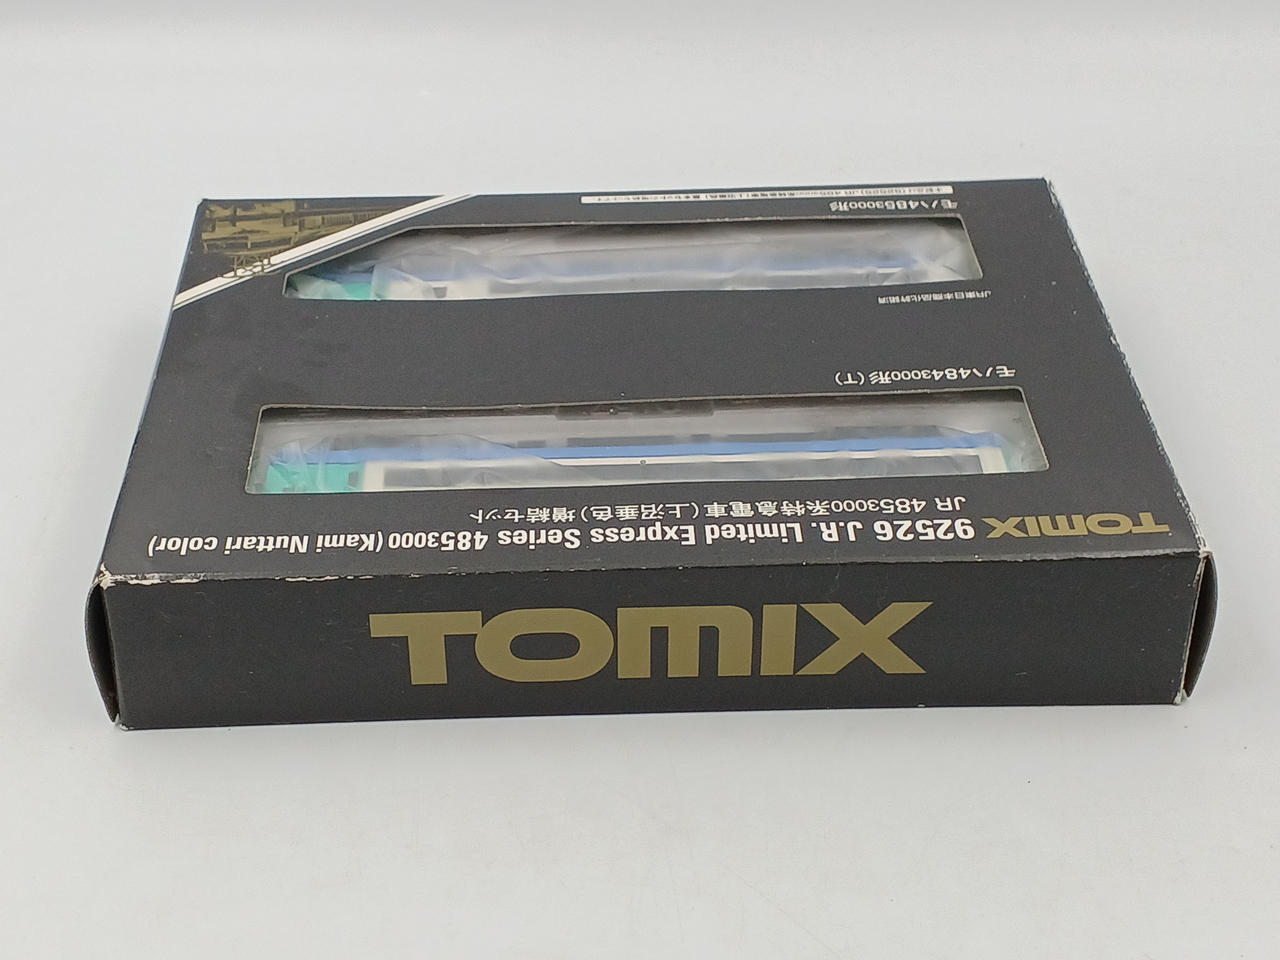 TOMIX
TOMIX 92526 J.R. Limited Express Series 485 3000 (Kami Nuttari color)
JR 485 3000系特急電車(上沼垂色)増結セット
モハ484 3000形(T)
JR東日本商品化許諾済
モハ485 3000形